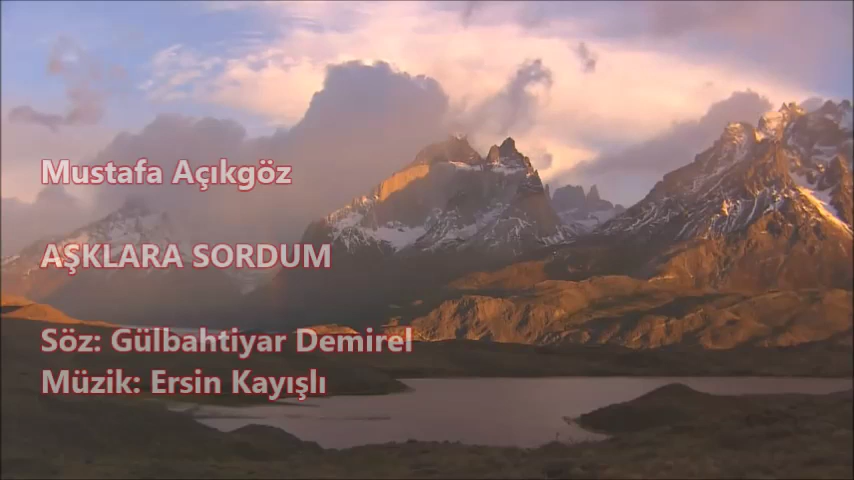 Mustafa Açıkgöz
AŞKLARA SORDUM
Söz: Gülbahtiyar Demirel
Müzik: Ersin Kayışlı